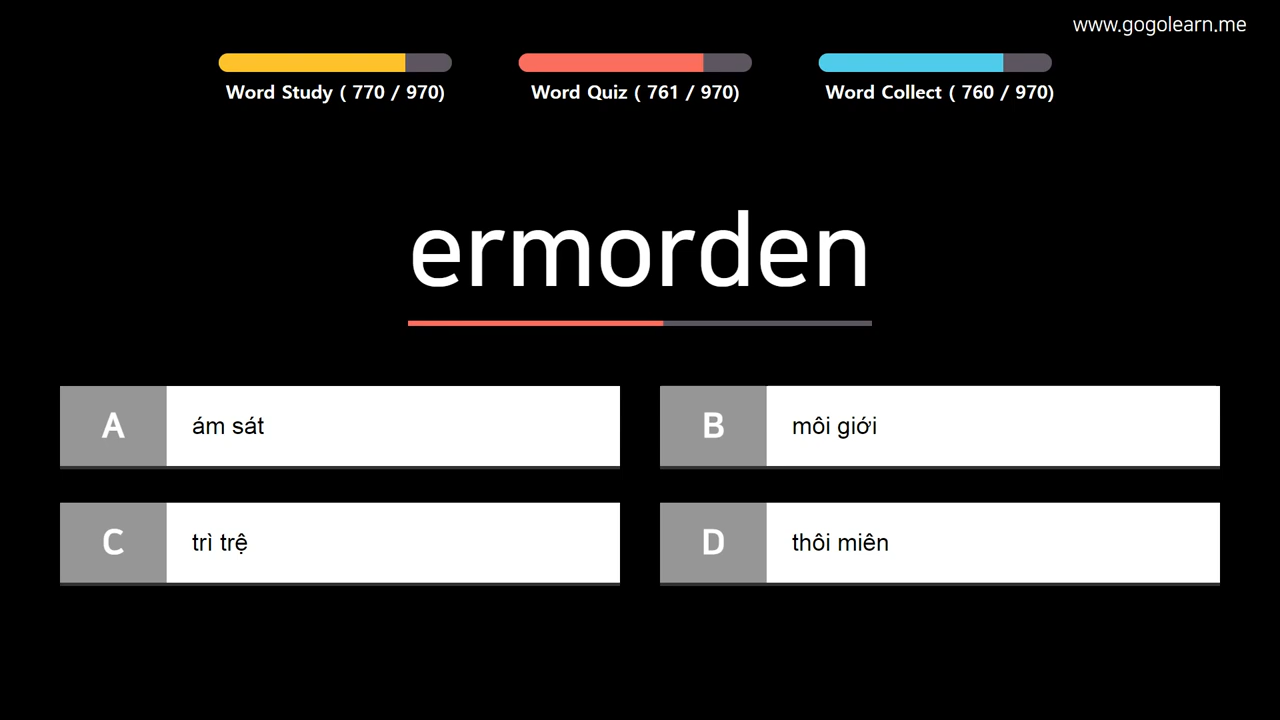 www.gogolearn.me
Word Study ( 770 / 970)
Word Quiz ( 761 / 970)
Word Collect ( 760 / 970)
ermorden
A
ám sát
B
môi giới
C
trì trệ
D
thôi miên